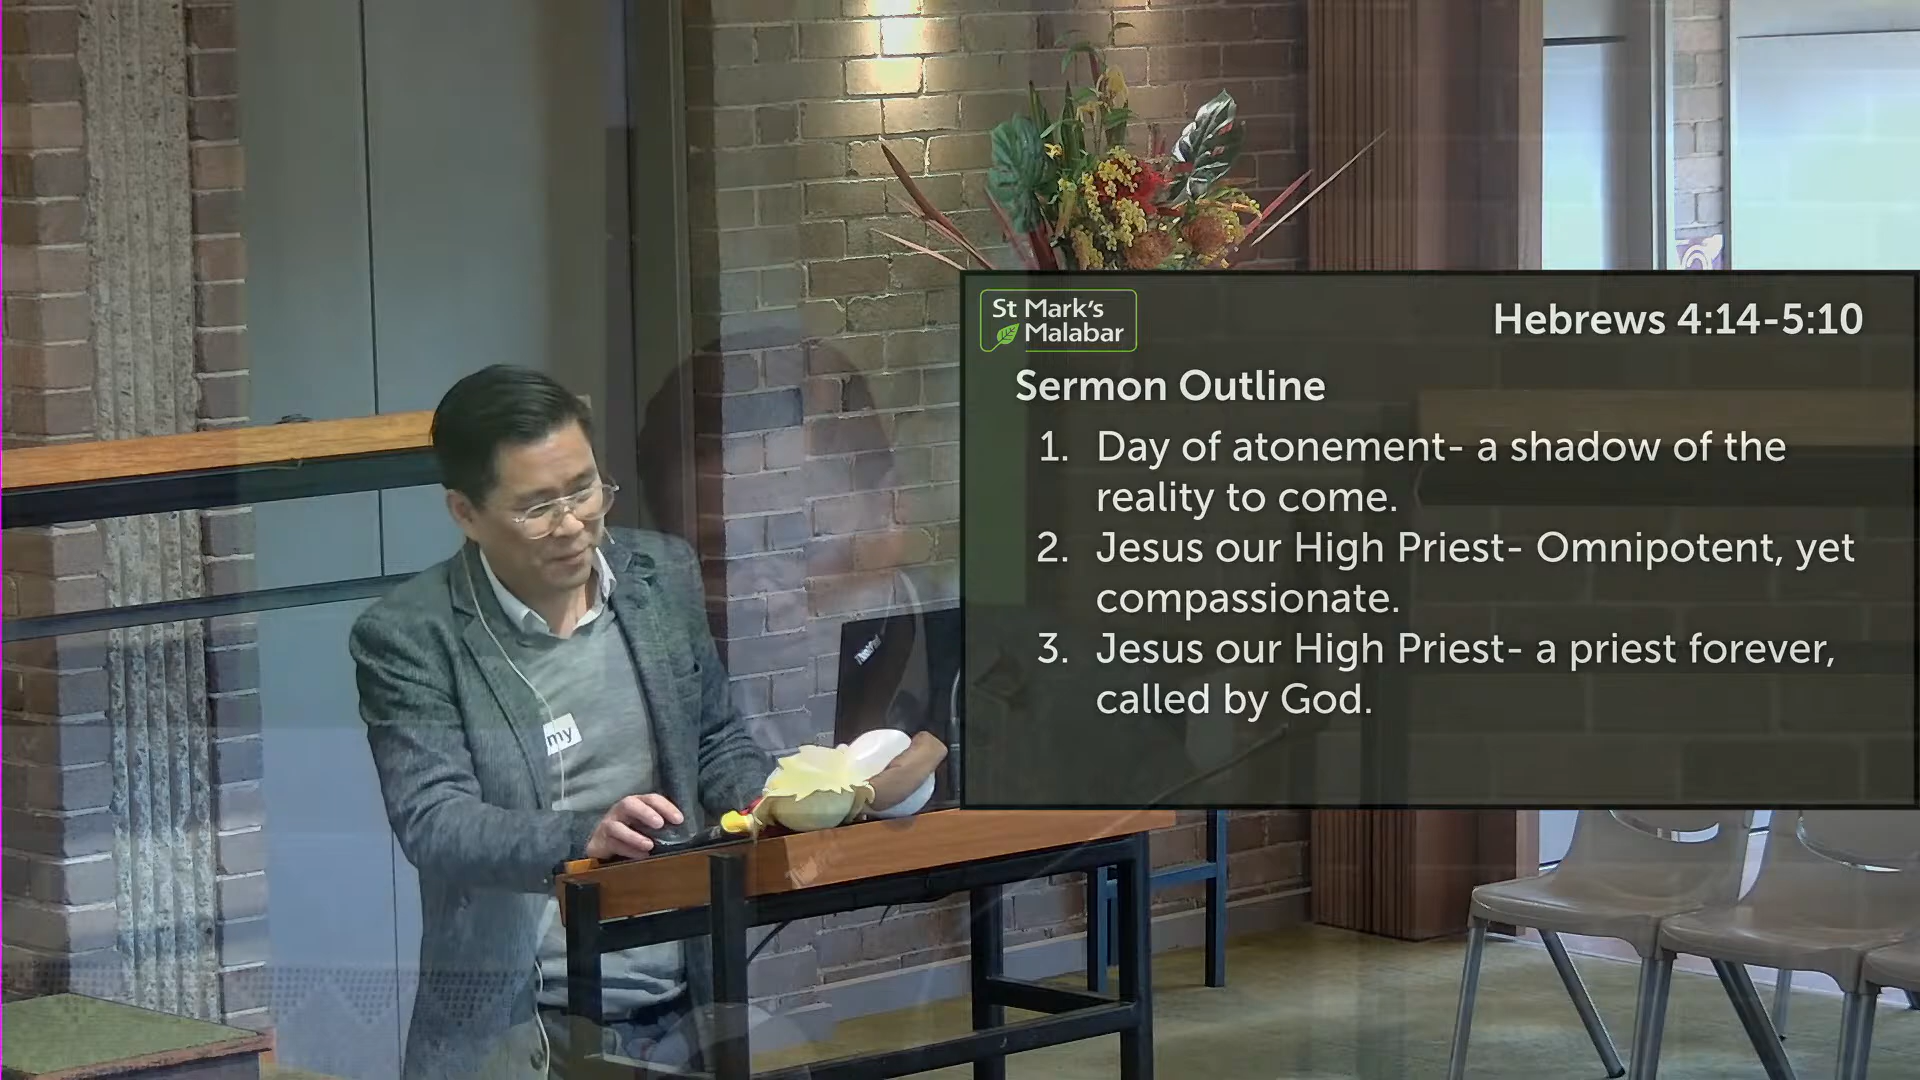 St Mark's
Malabar
Hebrews 4:14-5:10
Sermon Outline
1. Day of atonement- a shadow of the
reality to come.
2. Jesus our High Priest- Omnipotent, yet
compassionate.
3. Jesus our High Priest- a priest forever,
called by God.
my
ThinkPad